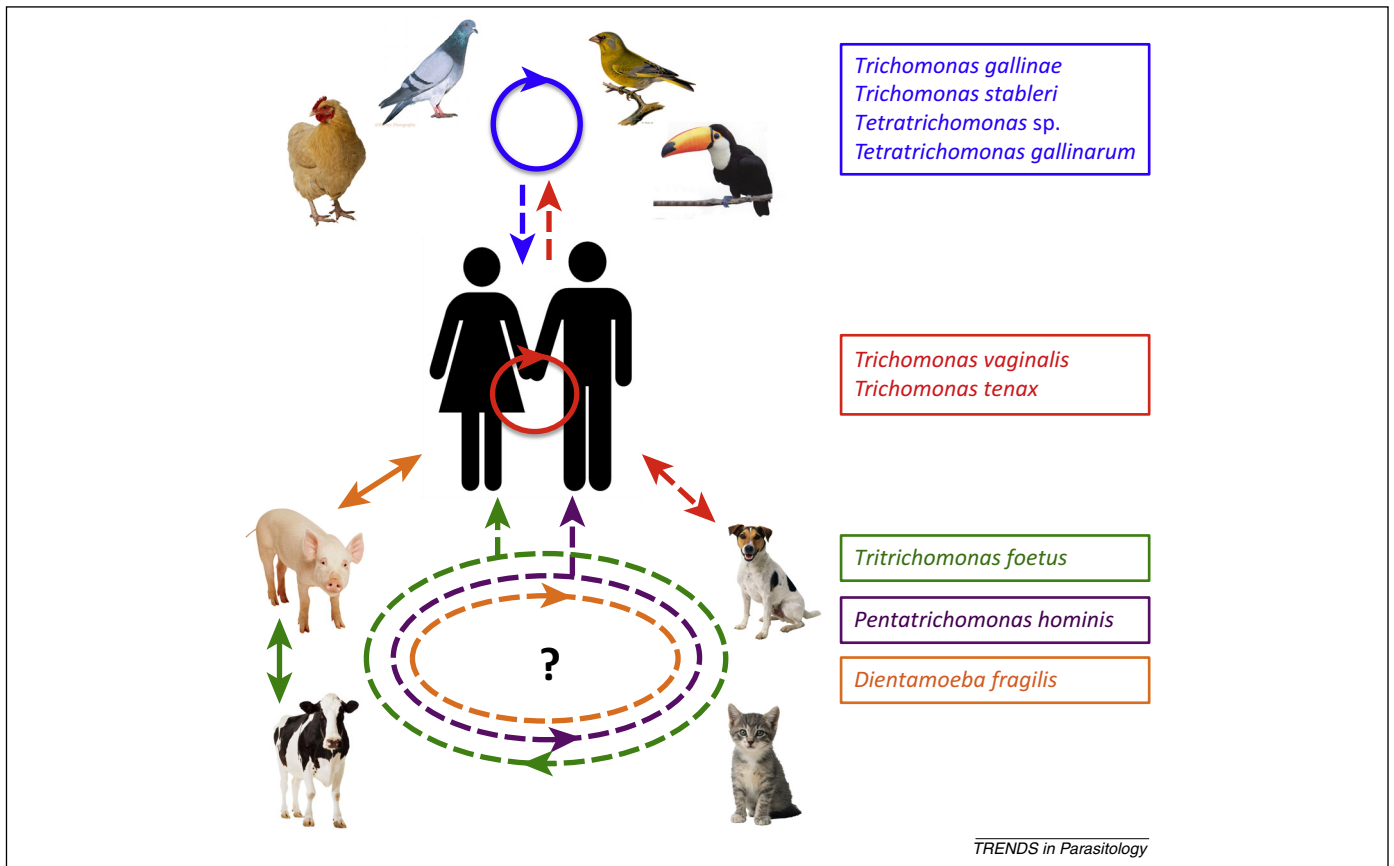 Trichomonas gallinae
Trichomonas stableri
Tetratrichomonas sp.
Tetratrichomonas gallinarum
Trichomonas vaginalis
Trichomonas tenax
Tritrichomonas foetus
Pentatrichomonas hominis
?
Dientamoeba fragilis
TRENDS in Parasitology